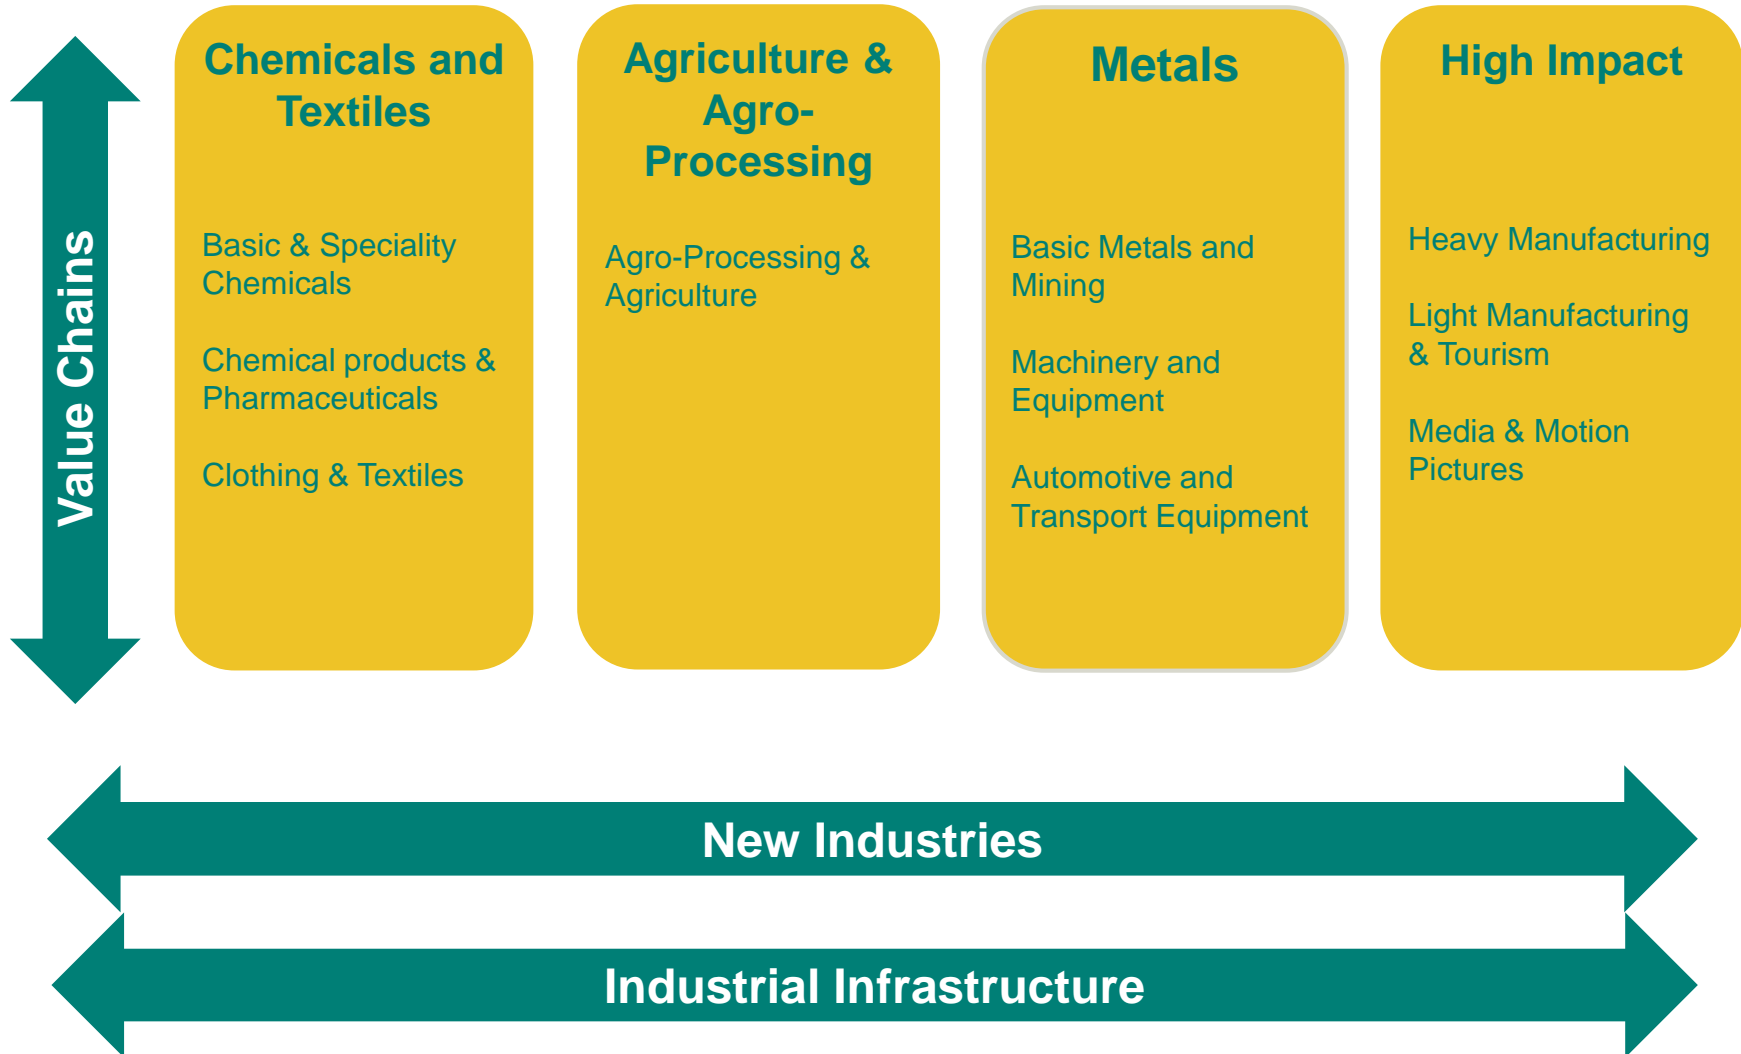 Value Chains
Chemicals and
Textiles
Basic & Speciality
Chemicals
Chemical products &
Pharmaceuticals
Clothing & Textiles
Agriculture &
Agro-
Processing
Agro-Processing &
Agriculture
Metals
Basic Metals and
Mining
Machinery and
Equipment
Automotive and
Transport Equipment
High Impact
Heavy Manufacturing
Light Manufacturing
& Tourism
Media & Motion
Pictures
New Industries
Industrial Infrastructure